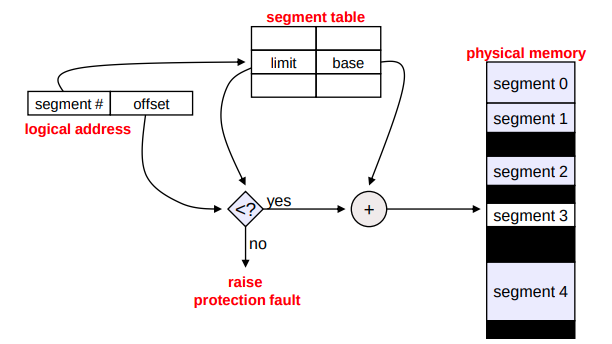 segment table
limit
base
segment #
offset
logical address
<?
yes
no
raise
protection fault
+
physical memory
segment 0
segment 1
segment 2
segment 3
segment 4